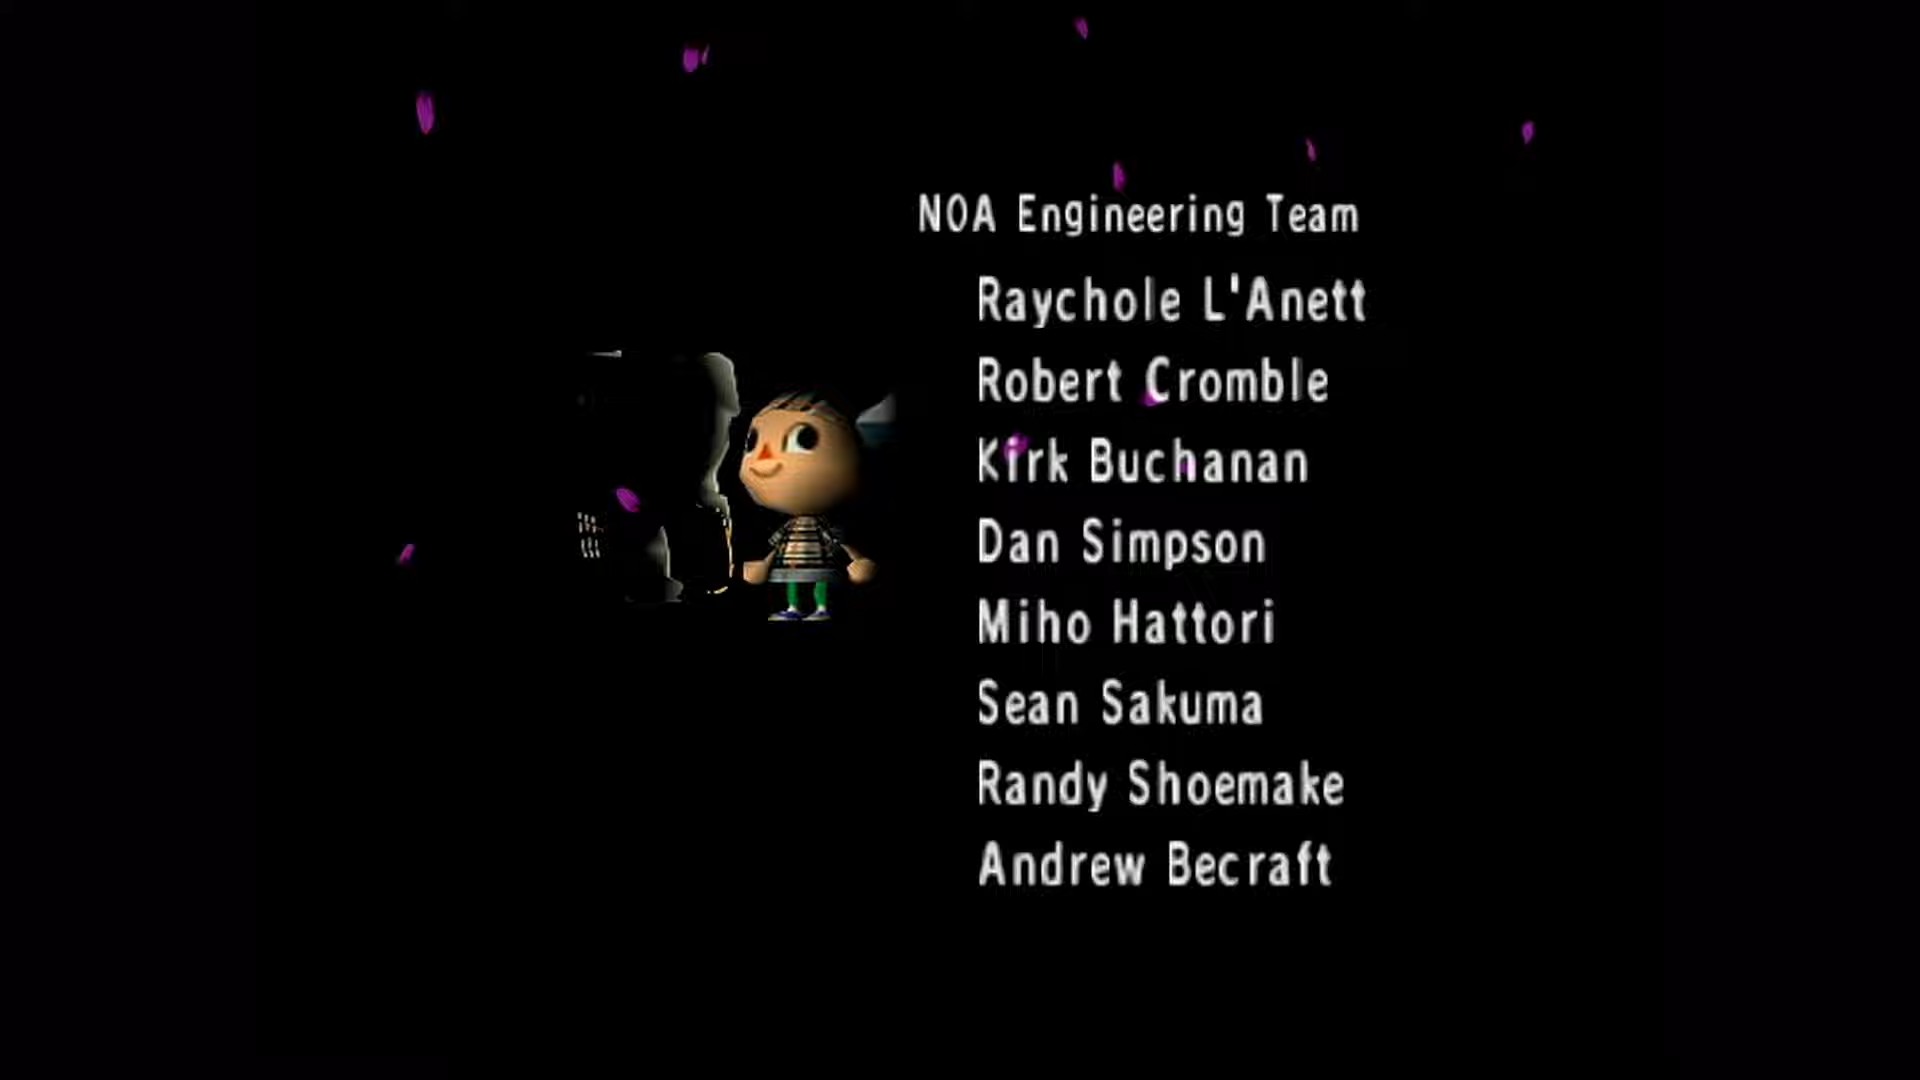 NOA Engineering Team
Raychole L'Anett
Robert Cromble
Kirk Buchanan
Dan Simpson
Miho Hattori
Sean Sakuma
Randy Shoemake
Andrew Becraft